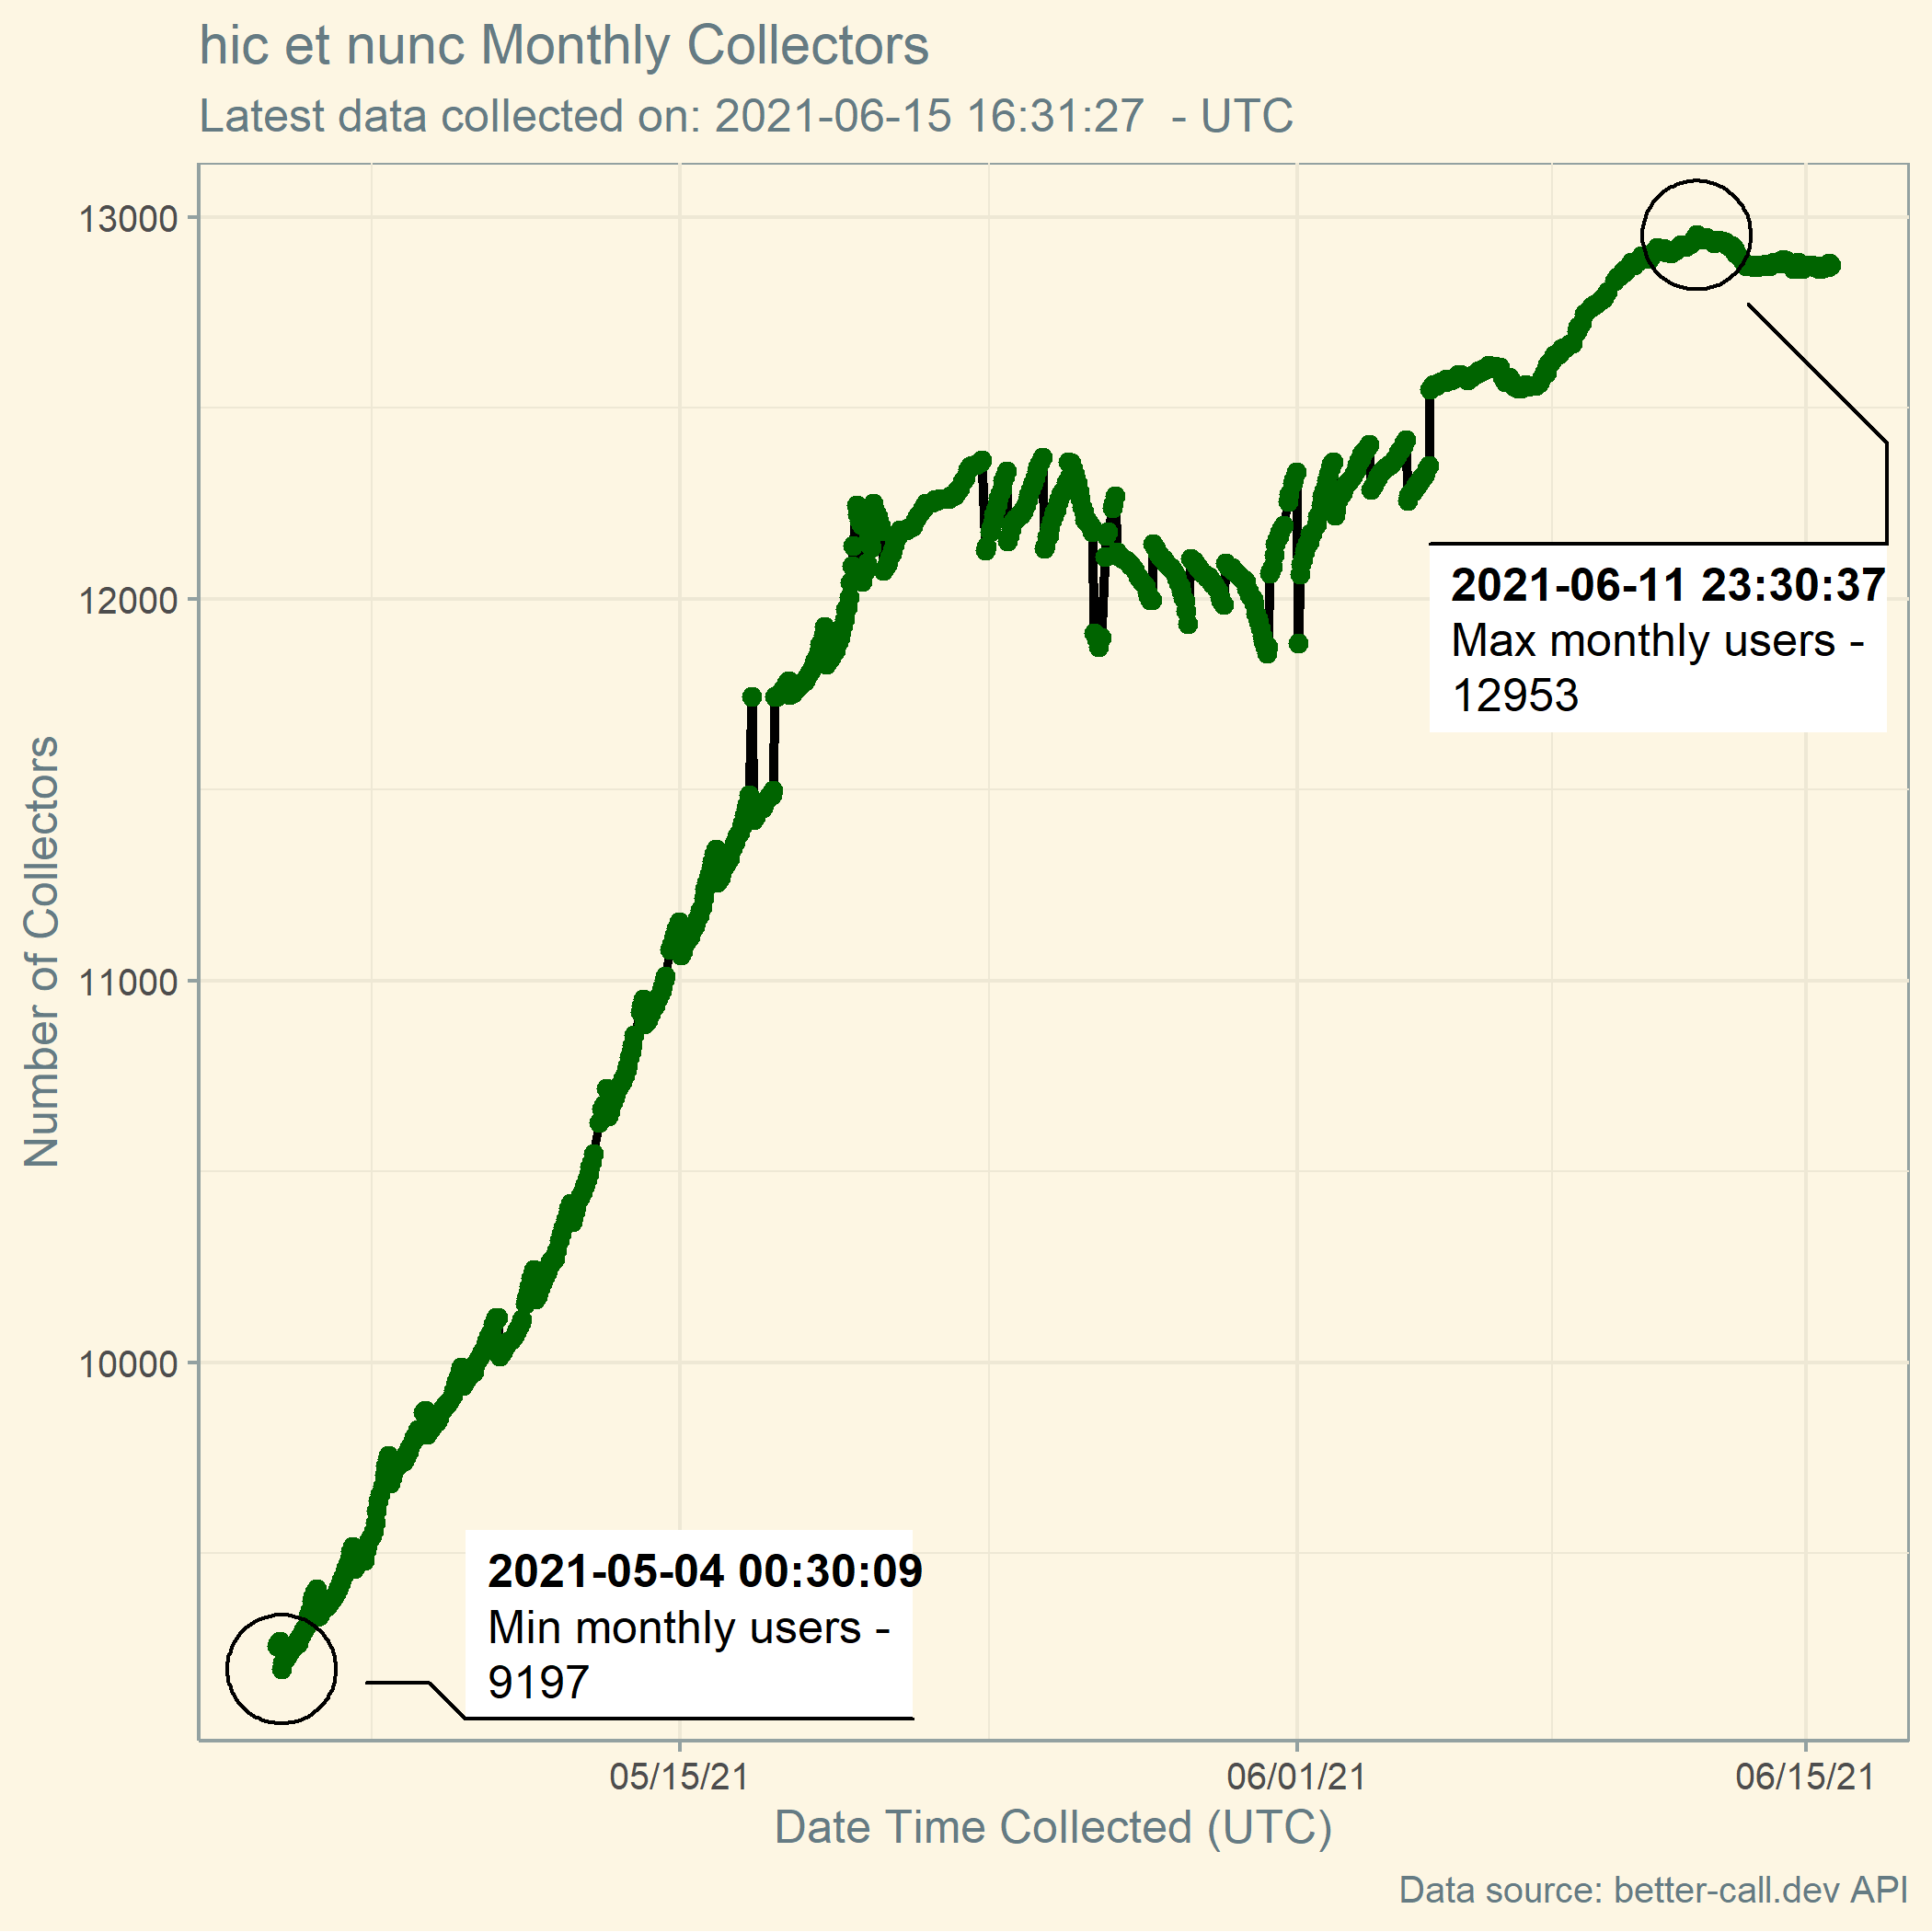 hic et nunc Monthly Collectors
Latest data collected on: 2021-06-15 16:31:27  - UTC
Number of Collectors
13000
12000
11000
10000
2021-06-11 23:30:37
Max monthly users -
12953
2021-05-04 00:30:09
Min monthly users -
9197
05/15/21
06/01/21
06/15/21
Date Time Collected (UTC)
Data source: better-call.dev API